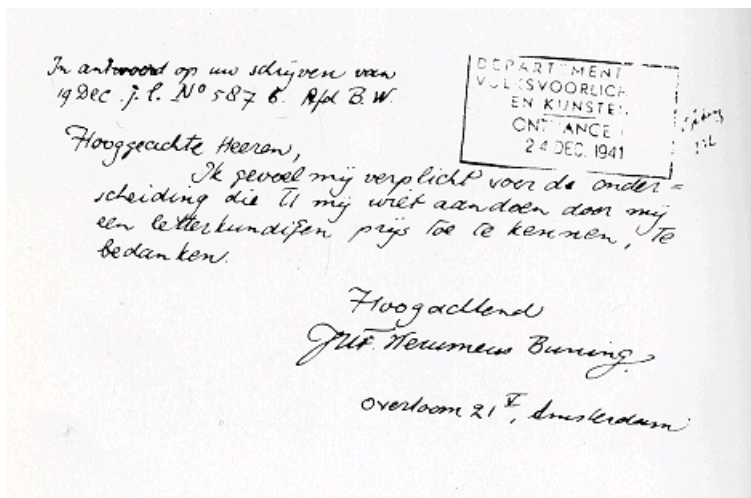 In antwoord op uw schrijven van
19 Dec. j.l. No 587 b. Afd B.W.
DEPARTEMENT
VOLKSVOORLICH
EN KUNSTEN
ONTVANGEN
24 DEC. 1941
Hooggeachte Heeren,
Ik gevoel mij verplicht voor de onder=
scheiding die U mij wilt aandoen door mij
een letterkundigen prijs toe te kennen, te
bedanken.
Hoogachtend
JWF. Werumeus Buning.
Overtoom 21 V, Amsterdam